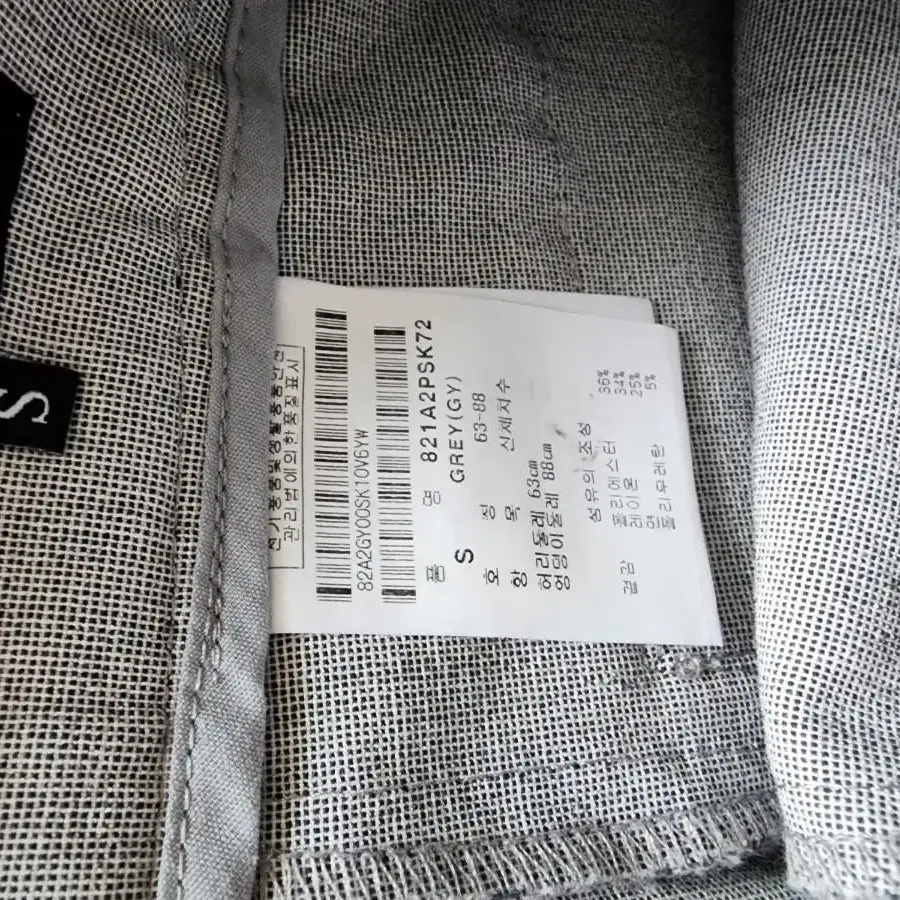 S
전기용품및생활용품안전
관리법에의한품질표시
82A2GY00SK10V6YW
품 명 821A2PSK72
S GREY(GY)
호 칭 63-88
항 목 신체치수
허리둘레 63cm
엉덩이둘레 88cm
섬유의 조성
겉감 폴리에스터 36%
레이온 34%
면 25%
폴리우레탄 5%